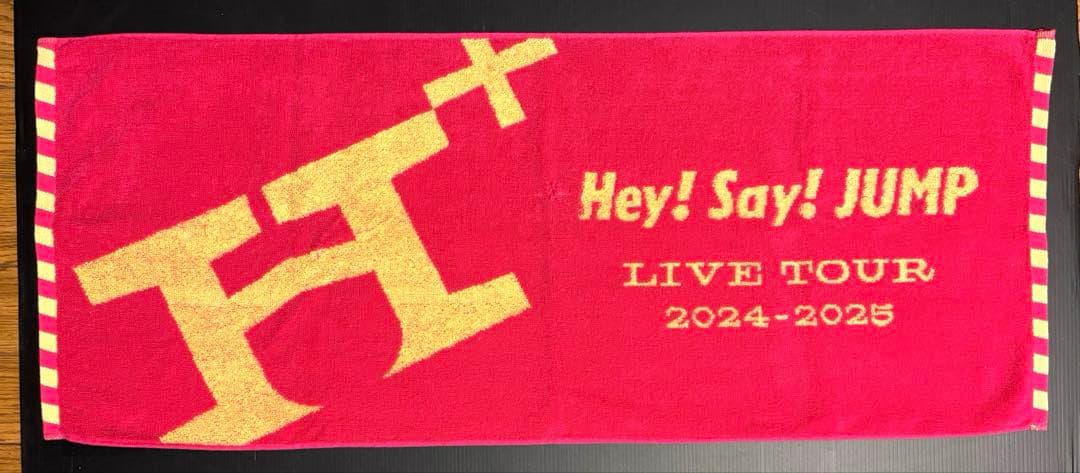 H+
Hey! Say! JUMP
LIVE TOUR
2024-2025